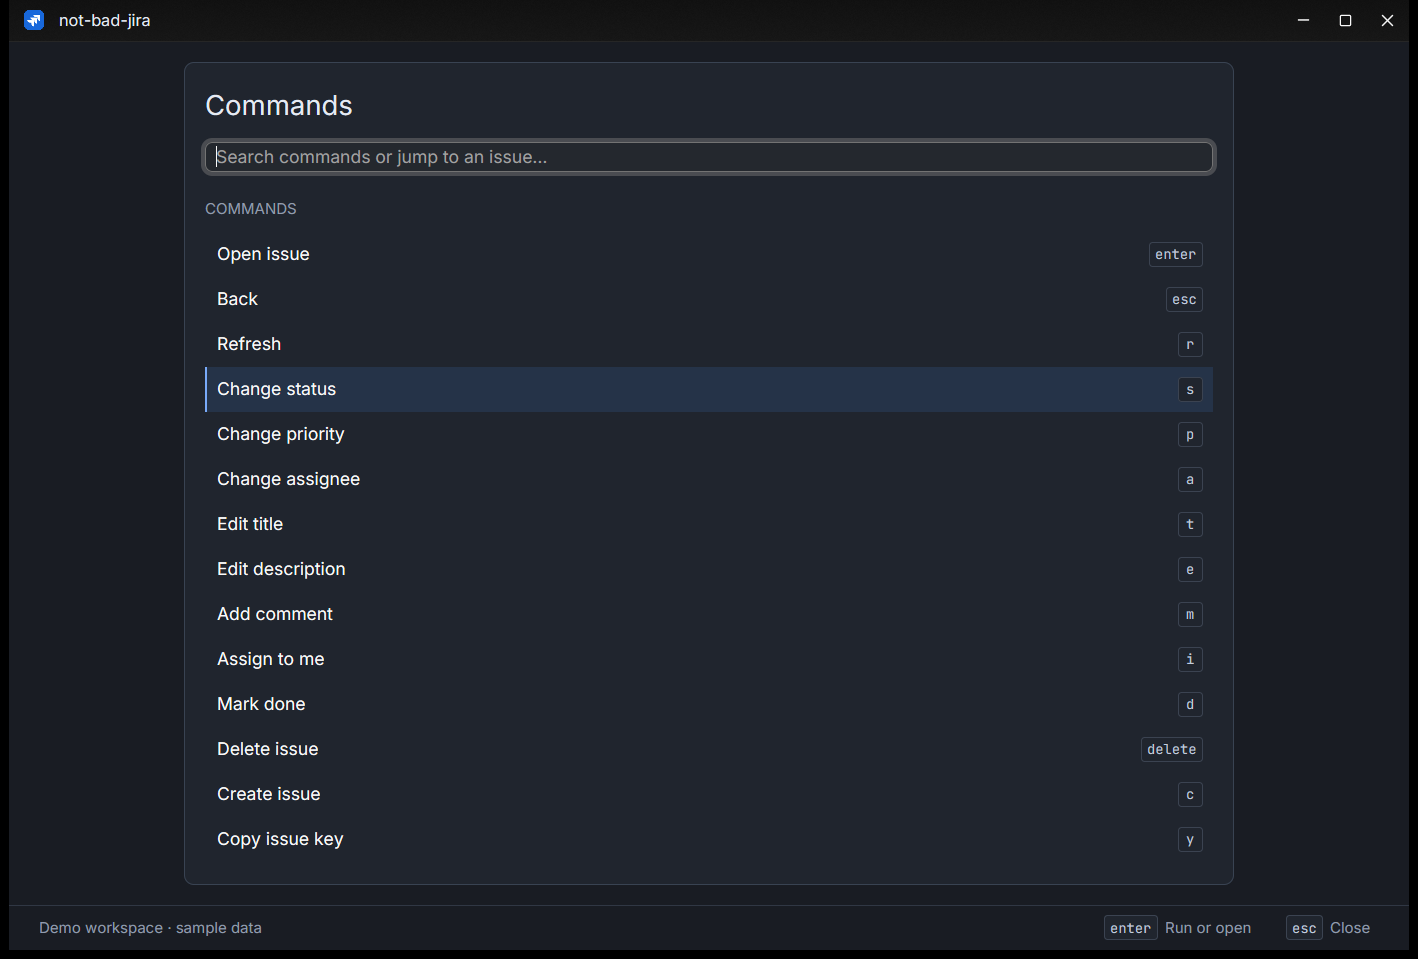 not-bad-jira
Commands
Search commands or jump to an issue...
COMMANDS
Open issue enter
Back esc
Refresh r
Change status s
Change priority p
Change assignee a
Edit title t
Edit description e
Add comment m
Assign to me i
Mark done d
Delete issue delete
Create issue c
Copy issue key y
Demo workspace · sample data enter Run or open esc Close